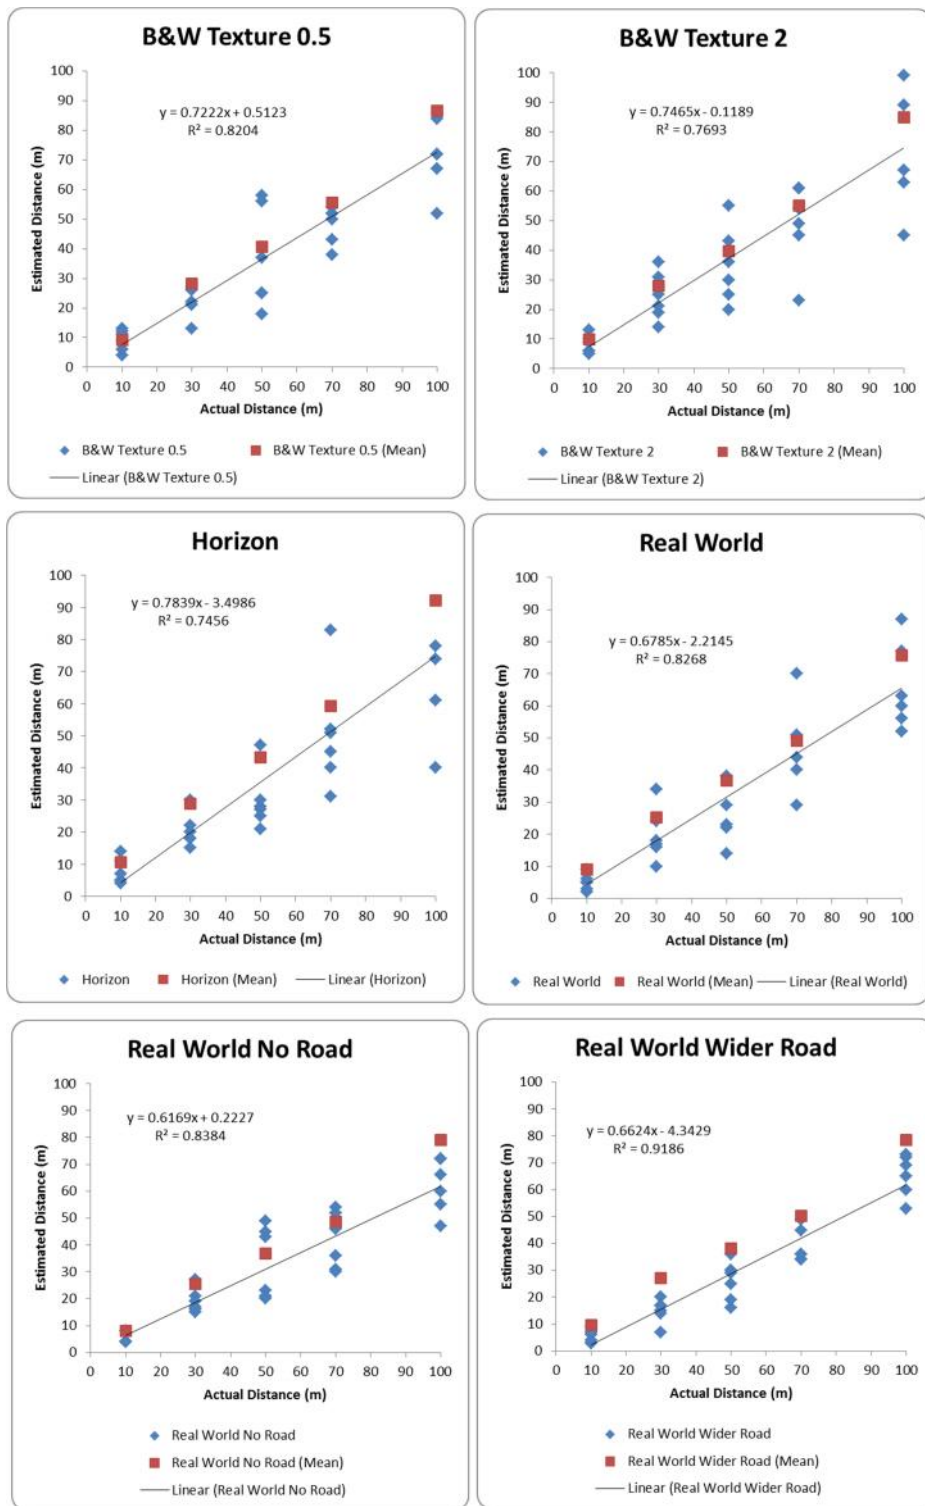 B&W Texture 0.5
100
90
80
70
60
50
40
30
20
10
0
Estimated Distance (m)
y = 0.7222x + 0.5123
R² = 0.8204
0 10 20 30 40 50 60 70 80 90 100
Actual Distance (m)
B&W Texture 0.5
B&W Texture 0.5 (Mean)
Linear (B&W Texture 0.5)
B&W Texture 2
100
90
80
70
60
50
40
30
20
10
0
Estimated Distance (m)
y = 0.7465x - 0.1189
R² = 0.7693
0 10 20 30 40 50 60 70 80 90 100
Actual Distance (m)
B&W Texture 2
B&W Texture 2 (Mean)
Linear (B&W Texture 2)
Horizon
100
90
80
70
60
50
40
30
20
10
0
Estimated Distance (m)
y = 0.7839x - 3.4986
R² = 0.7456
0 10 20 30 40 50 60 70 80 90 100
Actual Distance (m)
Horizon
Horizon (Mean)
Linear (Horizon)
Real World
100
90
80
70
60
50
40
30
20
10
0
Estimated Distance (m)
y = 0.6785x - 2.2145
R² = 0.8268
0 10 20 30 40 50 60 70 80 90 100
Actual Distance (m)
Real World
Real World (Mean)
Linear (Real World)
Real World No Road
100
90
80
70
60
50
40
30
20
10
0
Estimated Distance (m)
y = 0.6169x + 0.2227
R² = 0.8384
0 10 20 30 40 50 60 70 80 90 100
Actual Distance (m)
Real World No Road
Real World No Road (Mean)
Linear (Real World No Road)
Real World Wider Road
100
90
80
70
60
50
40
30
20
10
0
Estimated Distance (m)
y = 0.6624x - 4.3429
R² = 0.9186
0 10 20 30 40 50 60 70 80 90 100
Actual Distance (m)
Real World Wider Road
Real World Wider Road (Mean)
Linear (Real World Wider Road)